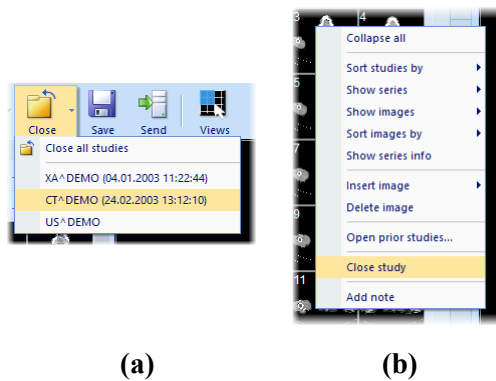 Close Save Send Views
Close all studies
XA^DEMO (04.01.2003 11:22:44)
CT^DEMO (24.02.2003 13:12:10)
US^DEMO
(a)
3 4
5
7
9
11
Collapse all
Sort studies by
Show series
Show images
Sort images by
Show series info
Insert image
Delete image
Open prior studies...
Close study
Add note
(b)